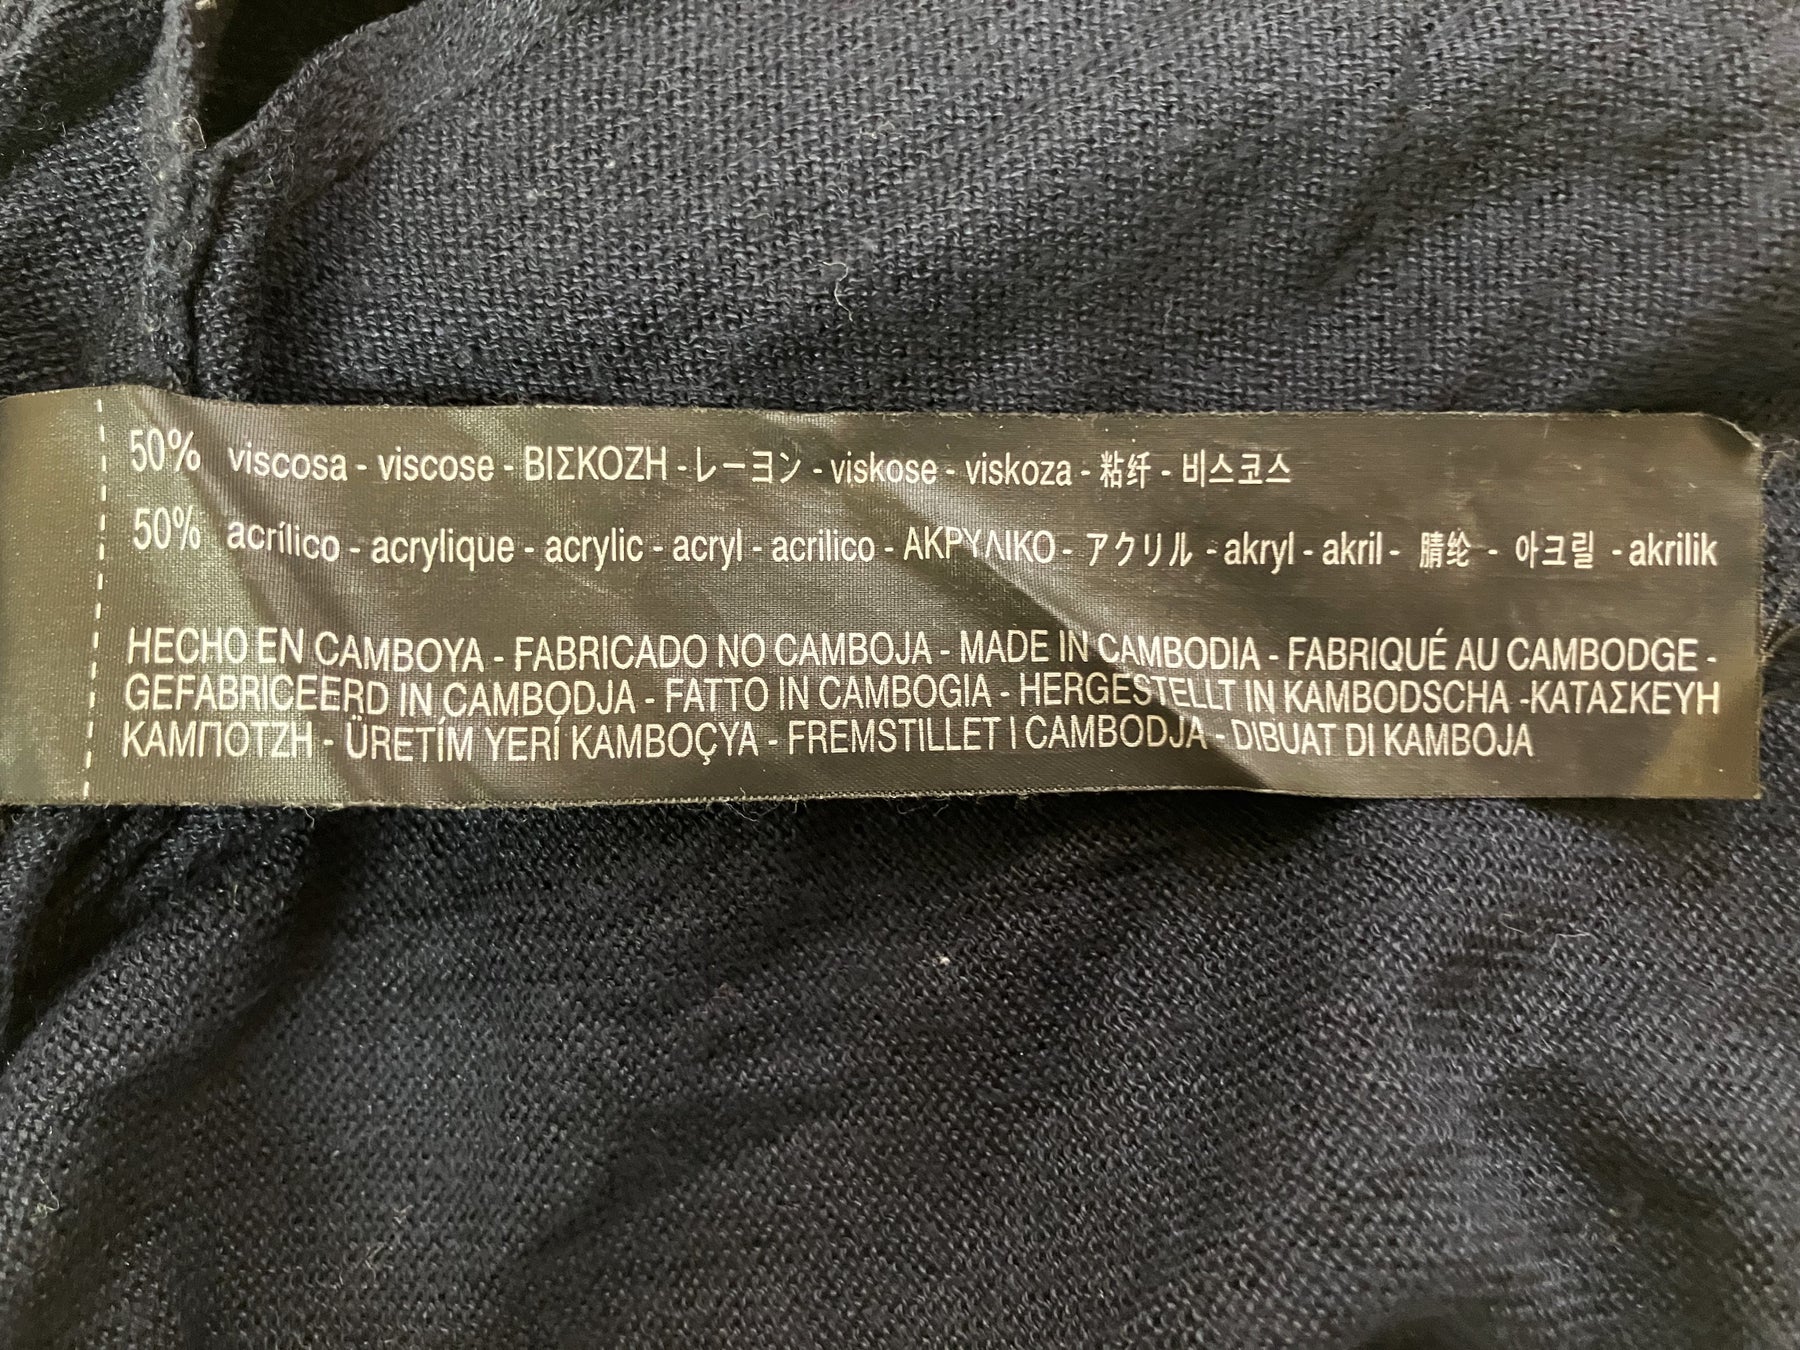 50% viscosa - viscose - ΒΙΣΚΟΖΗ - レーヨン - viskose - viskoza - 粘纤 - 비스코스
50% acrílico - acrylique - acrylic - acryl - acrilico - ΑΚΡΥΛΙΚΟ - アクリル - akryl - akril - 腈纶 - 아크릴 - akrilik
HECHO EN CAMBOYA - FABRICADO NO CAMBOJA - MADE IN CAMBODIA - FABRIQUÉ AU CAMBODGE -
GEFABRICEERD IN CAMBODJA - FATTO IN CAMBOGIA - HERGESTELLT IN KAMBODSCHA -ΚΑΤΑΣΚΕΥΗ
ΚΑΜΠΟΤΖΗ - ÜRETÍM YERÍ KAMBOÇYA - FREMSTILLET I CAMBODJA - DIBUAT DI KAMBOJA